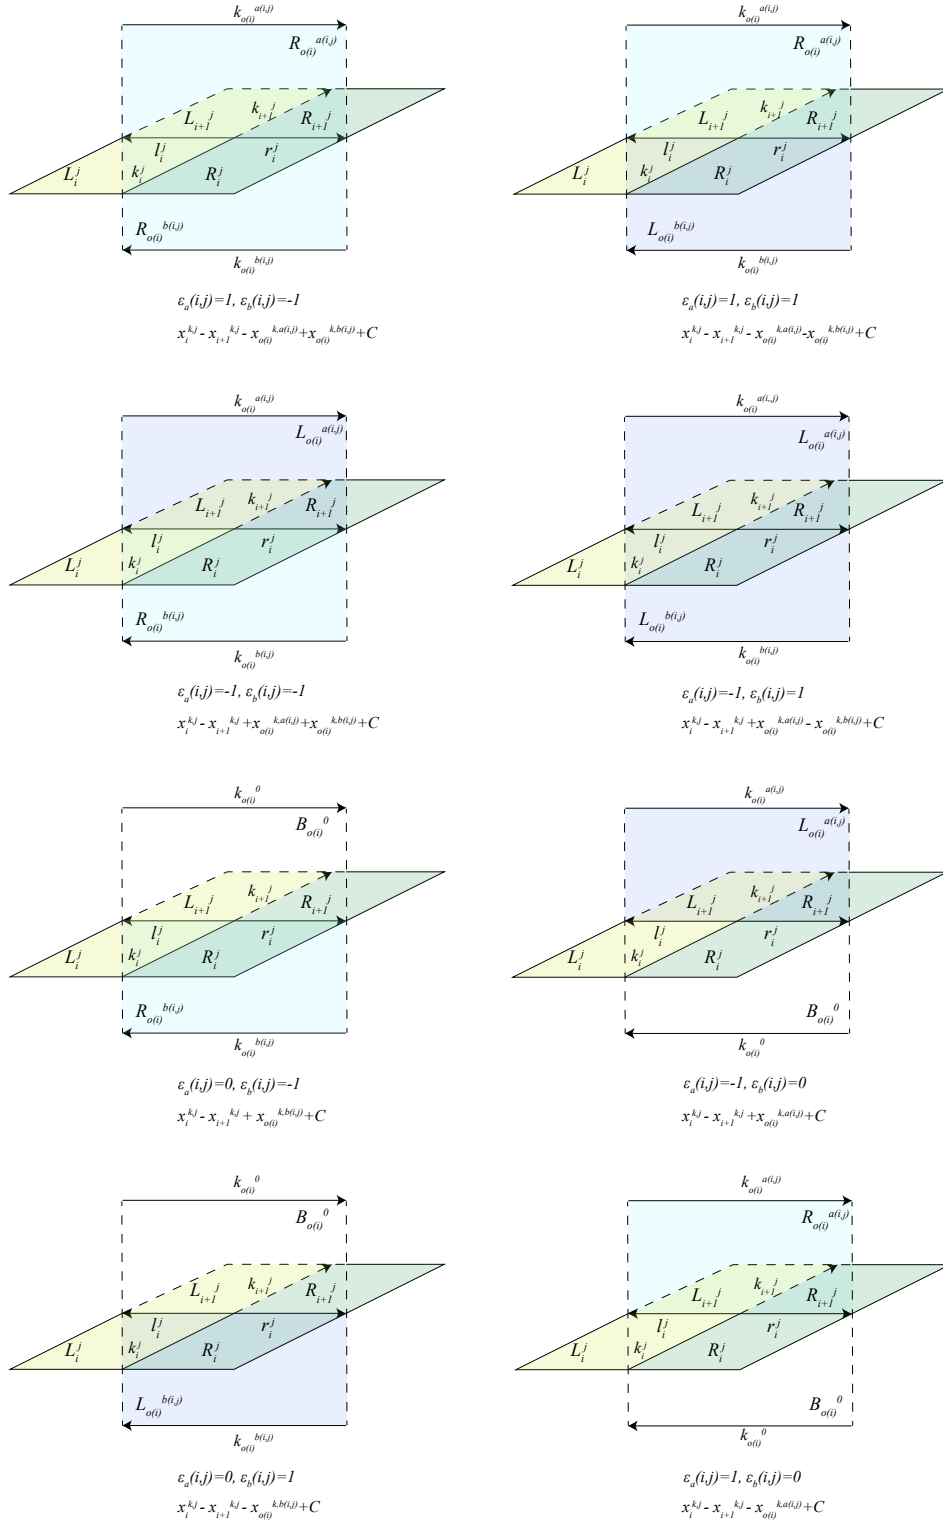 k_{o(i)}^{a(i,j)}
R_{o(i)}^{a(i,j)}
L_{i+1}^j k_{i+1}^j R_{i+1}^j
l_i^j r_i^j
L_i^j k_i^j R_i^j
R_{o(i)}^{b(i,j)}
k_{o(i)}^{b(i,j)}
ε_a(i,j)=1, ε_b(i,j)=-1
x_i^{k,j} - x_{i+1}^{k,j} - x_{o(i)}^{k,a(i,j)} + x_{o(i)}^{k,b(i,j)} + C
k_{o(i)}^{a(i,j)}
R_{o(i)}^{a(i,j)}
L_{i+1}^j k_{i+1}^j R_{i+1}^j
l_i^j r_i^j
L_i^j k_i^j R_i^j
L_{o(i)}^{b(i,j)}
k_{o(i)}^{b(i,j)}
ε_a(i,j)=1, ε_b(i,j)=1
x_i^{k,j} - x_{i+1}^{k,j} - x_{o(i)}^{k,a(i,j)} - x_{o(i)}^{k,b(i,j)} + C
k_{o(i)}^{a(i,j)}
L_{o(i)}^{a(i,j)}
L_{i+1}^j k_{i+1}^j R_{i+1}^j
l_i^j r_i^j
L_i^j k_i^j R_i^j
R_{o(i)}^{b(i,j)}
k_{o(i)}^{b(i,j)}
ε_a(i,j)=-1, ε_b(i,j)=-1
x_i^{k,j} - x_{i+1}^{k,j} + x_{o(i)}^{k,a(i,j)} + x_{o(i)}^{k,b(i,j)} + C
k_{o(i)}^{a(i,j)}
L_{o(i)}^{a(i,j)}
L_{i+1}^j k_{i+1}^j R_{i+1}^j
l_i^j r_i^j
L_i^j k_i^j R_i^j
L_{o(i)}^{b(i,j)}
k_{o(i)}^{b(i,j)}
ε_a(i,j)=-1, ε_b(i,j)=1
x_i^{k,j} - x_{i+1}^{k,j} + x_{o(i)}^{k,a(i,j)} - x_{o(i)}^{k,b(i,j)} + C
k_{o(i)}^0
B_{o(i)}^0
L_{i+1}^j k_{i+1}^j R_{i+1}^j
l_i^j r_i^j
L_i^j k_i^j R_i^j
R_{o(i)}^{b(i,j)}
k_{o(i)}^{b(i,j)}
ε_a(i,j)=0, ε_b(i,j)=-1
x_i^{k,j} - x_{i+1}^{k,j} + x_{o(i)}^{k,b(i,j)} + C
k_{o(i)}^{a(i,j)}
L_{o(i)}^{a(i,j)}
L_{i+1}^j k_{i+1}^j R_{i+1}^j
l_i^j r_i^j
L_i^j k_i^j R_i^j
B_{o(i)}^0
k_{o(i)}^0
ε_a(i,j)=-1, ε_b(i,j)=0
x_i^{k,j} - x_{i+1}^{k,j} + x_{o(i)}^{k,a(i,j)} + C
k_{o(i)}^0
B_{o(i)}^0
L_{i+1}^j k_{i+1}^j R_{i+1}^j
l_i^j r_i^j
L_i^j k_i^j R_i^j
L_{o(i)}^{b(i,j)}
k_{o(i)}^{b(i,j)}
ε_a(i,j)=0, ε_b(i,j)=1
x_i^{k,j} - x_{i+1}^{k,j} - x_{o(i)}^{k,b(i,j)} + C
k_{o(i)}^{a(i,j)}
R_{o(i)}^{a(i,j)}
L_{i+1}^j k_{i+1}^j R_{i+1}^j
l_i^j r_i^j
L_i^j k_i^j R_i^j
B_{o(i)}^0
k_{o(i)}^0
ε_a(i,j)=1, ε_b(i,j)=0
x_i^{k,j} - x_{i+1}^{k,j} - x_{o(i)}^{k,a(i,j)} + C